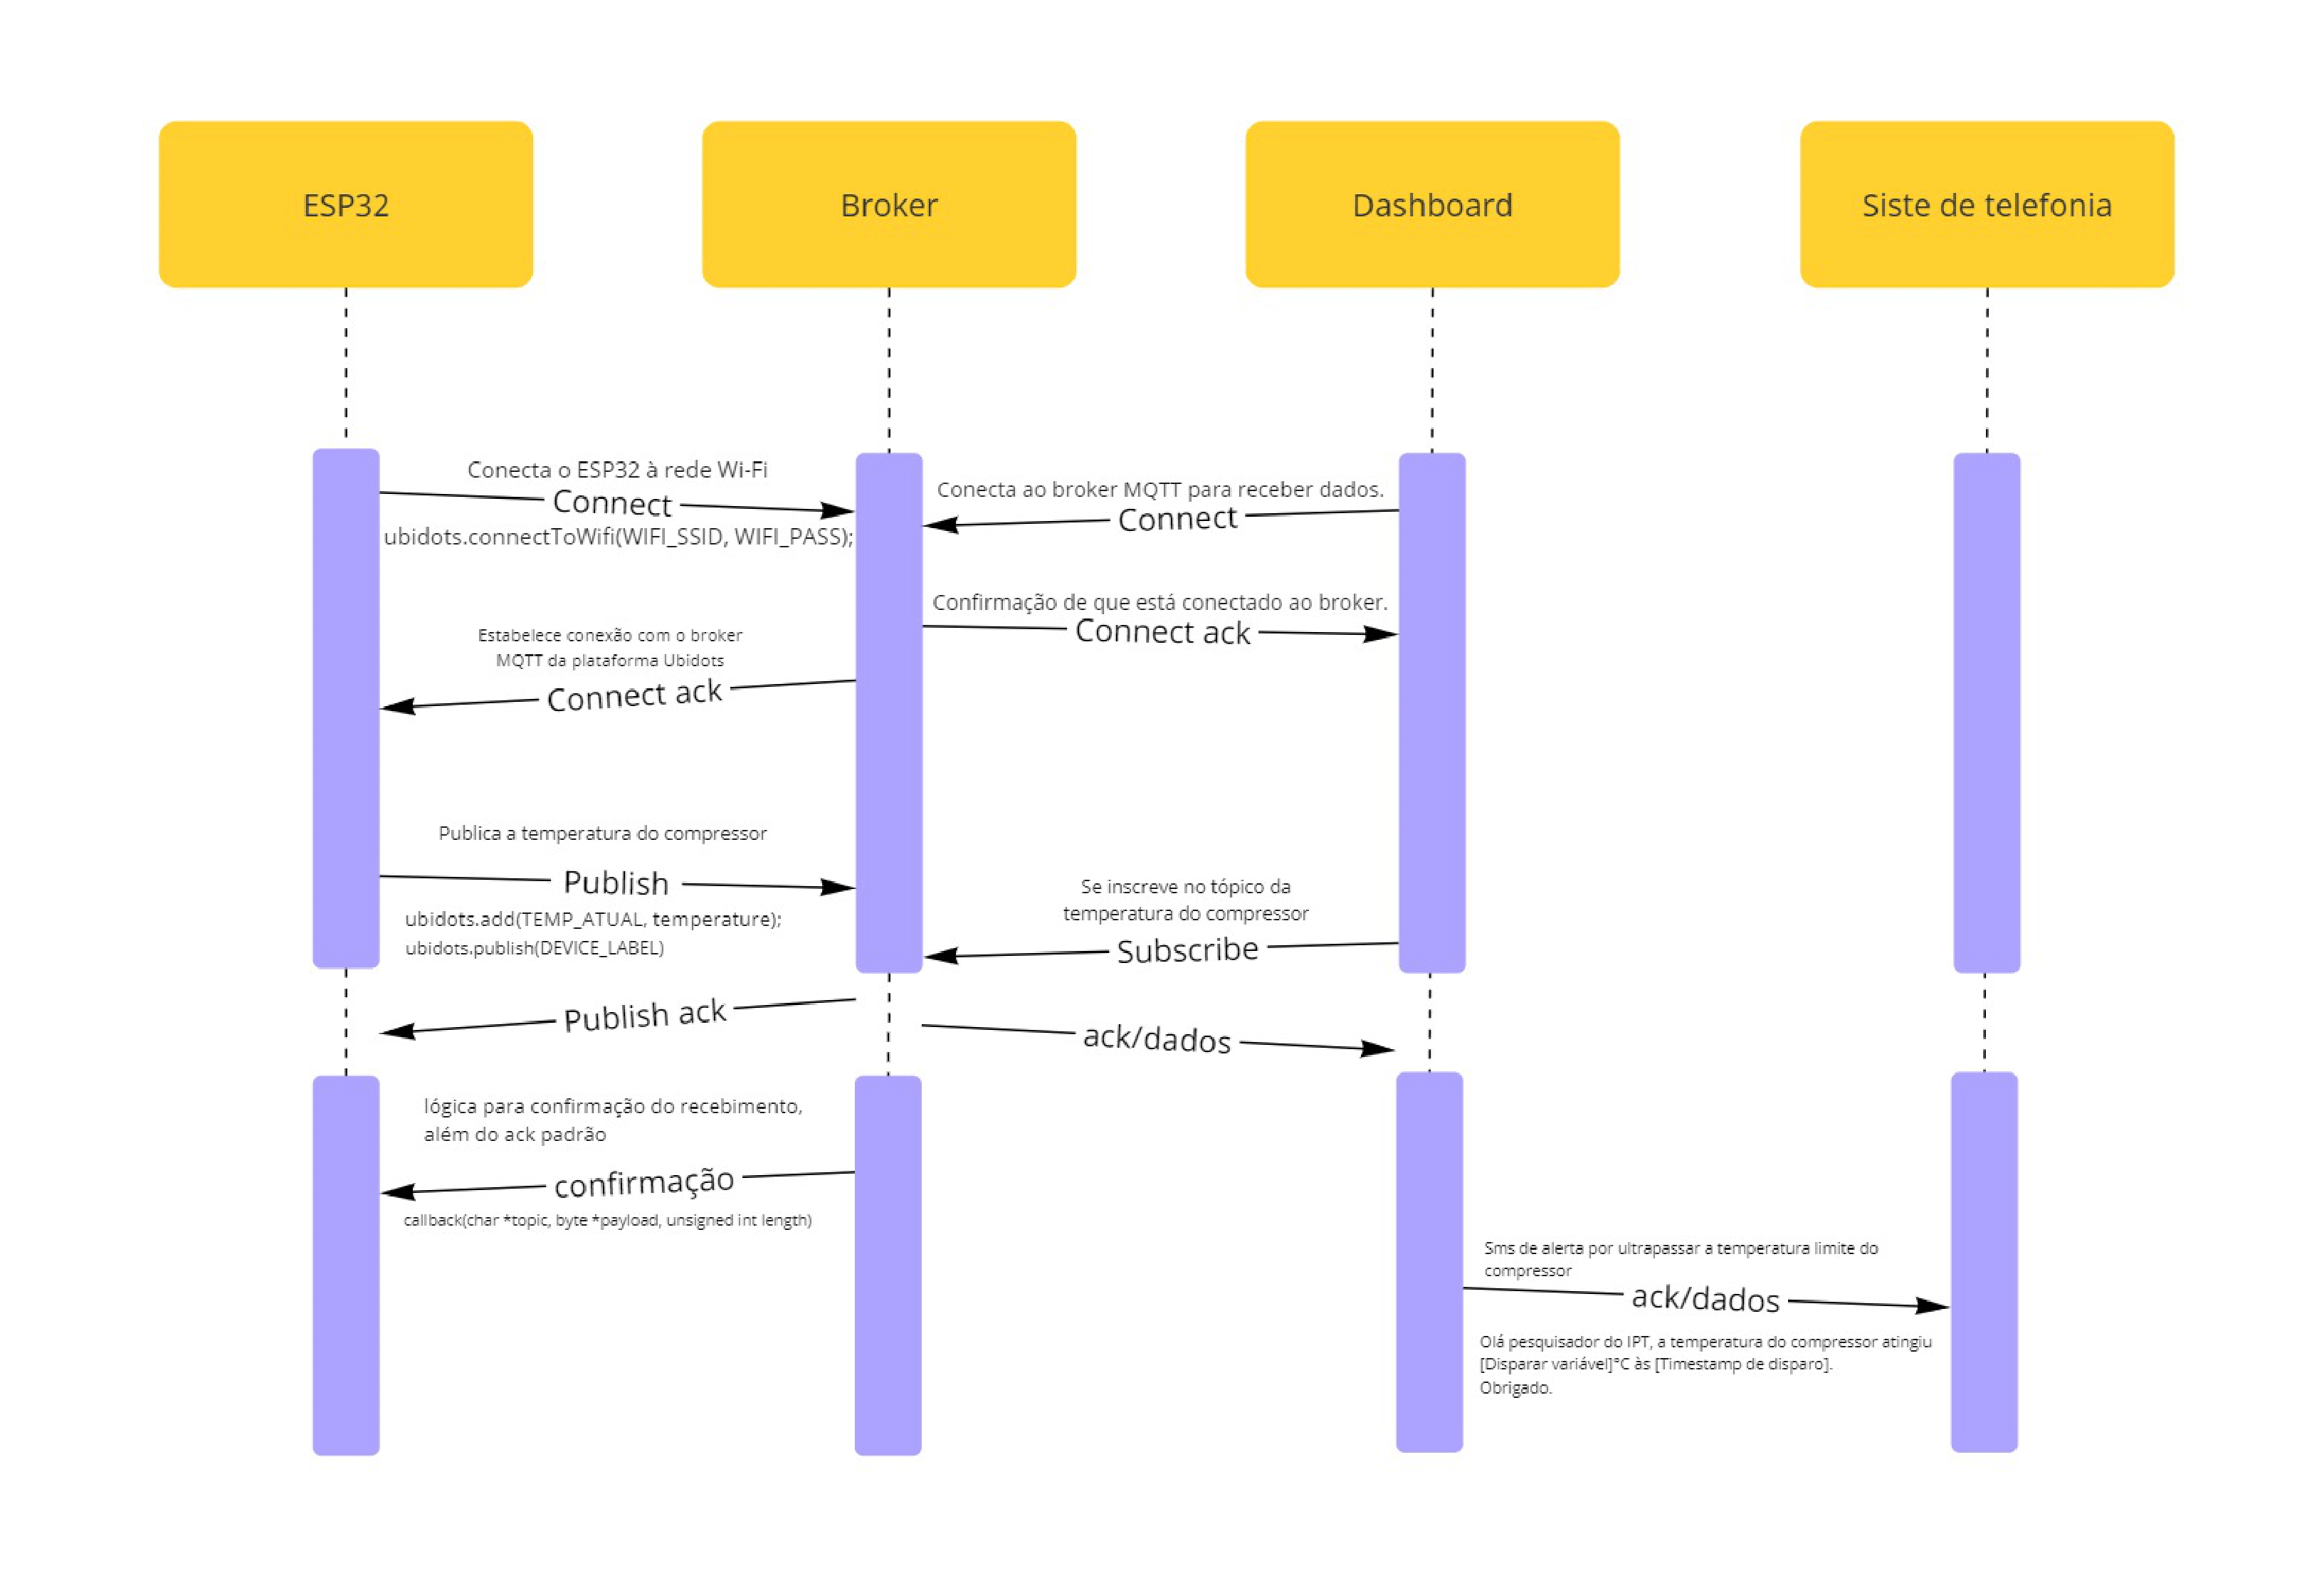 ESP32
Broker
Dashboard
Siste de telefonia
Conecta o ESP32 à rede Wi-Fi
Connect
ubidots.connectToWifi(WIFI_SSID, WIFI_PASS);
Conecta ao broker MQTT para receber dados.
Connect
Confirmação de que está conectado ao broker.
Connect ack
Estabelece conexão com o broker
MQTT da plataforma Ubidots
Connect ack
Publica a temperatura do compressor
Publish
ubidots.add(TEMP_ATUAL, temperature);
ubidots.publish(DEVICE_LABEL)
Se inscreve no tópico da
temperatura do compressor
Subscribe
Publish ack
ack/dados
lógica para confirmação do recebimento,
além do ack padrão
confirmação
callback(char *topic, byte *payload, unsigned int length)
Sms de alerta por ultrapassar a temperatura limite do
compressor
ack/dados
Olá pesquisador do IPT, a temperatura do compressor atingiu
[Disparar variável]°C às [Timestamp de disparo].
Obrigado.